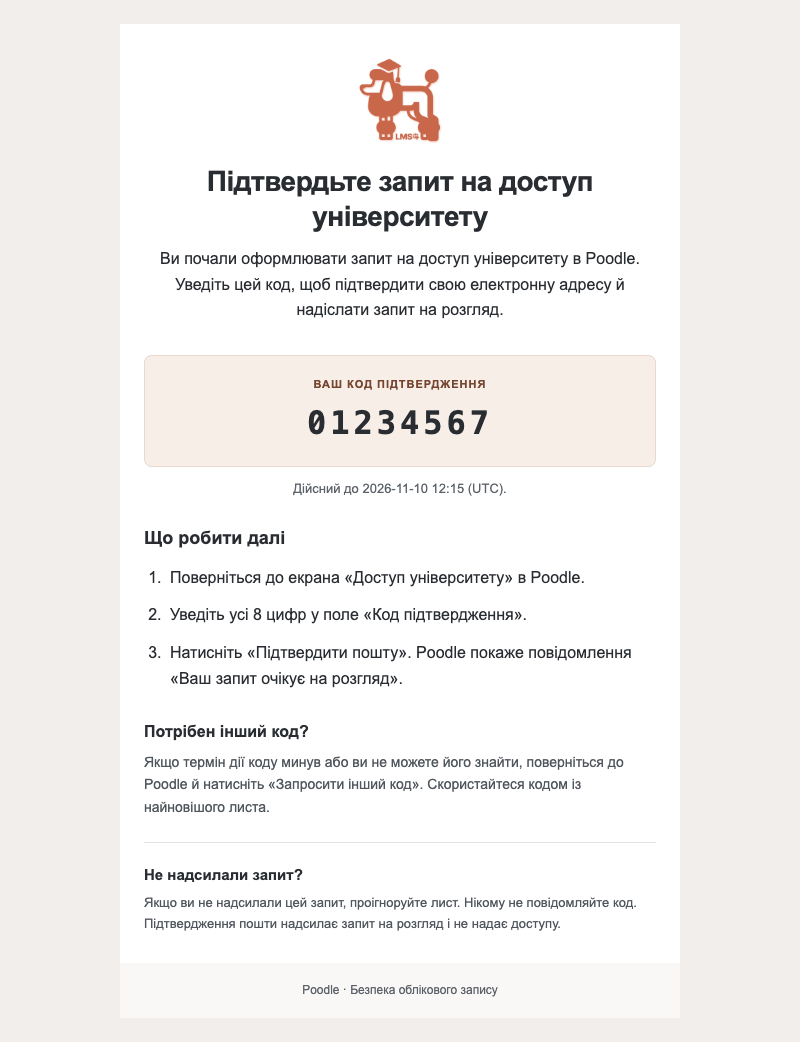 LMS
Підтвердьте запит на доступ
університету
Ви почали оформлювати запит на доступ університету в Poodle.
Уведіть цей код, щоб підтвердити свою електронну адресу й
надіслати запит на розгляд.
ВАШ КОД ПІДТВЕРДЖЕННЯ
01234567
Дійсний до 2026-11-10 12:15 (UTC).
Що робити далі
1. Поверніться до екрана «Доступ університету» в Poodle.
2. Уведіть усі 8 цифр у поле «Код підтвердження».
3. Натисніть «Підтвердити пошту». Poodle покаже повідомлення
«Ваш запит очікує на розгляд».
Потрібен інший код?
Якщо термін дії коду минув або ви не можете його знайти, поверніться до
Poodle й натисніть «Запросити інший код». Скористайтеся кодом із
найновішого листа.
Не надсилали запит?
Якщо ви не надсилали цей запит, проігноруйте лист. Нікому не повідомляйте код.
Підтвердження пошти надсилає запит на розгляд і не надає доступу.
Poodle · Безпека облікового запису